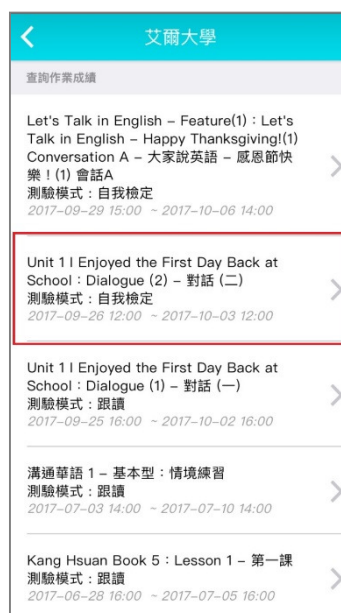 艾爾大學
查詢作業成績
Let's Talk in English – Feature(1)：Let's
Talk in English – Happy Thanksgiving!(1)
Conversation A – 大家說英語 – 感恩節快
樂！(1) 會話A
測驗模式：自我檢定
2017-09-29 15:00 ~ 2017-10-06 14:00
Unit 1 I Enjoyed the First Day Back at
School：Dialogue (2) – 對話 (二)
測驗模式：自我檢定
2017-09-26 12:00 ~ 2017-10-03 12:00
Unit 1 I Enjoyed the First Day Back at
School：Dialogue (1) – 對話 (一)
測驗模式：跟讀
2017-09-25 16:00 ~ 2017-10-02 16:00
溝通華語 1 – 基本型：情境練習
測驗模式：跟讀
2017-07-03 14:00 ~ 2017-07-10 14:00
Kang Hsuan Book 5：Lesson 1 – 第一課
測驗模式：跟讀
2017-06-28 16:00 ~ 2017-07-05 16:00